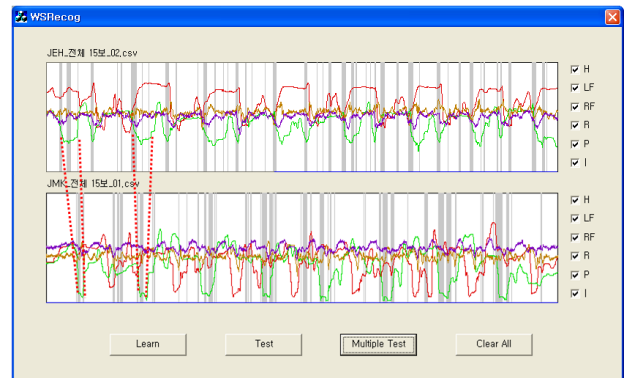 WSRecog
JEH_전체 15보_02.csv
H
LF
RF
R
P
I
JMK_전체 15보_01.csv
H
LF
RF
R
P
I
Learn
Test
Multiple Test
Clear All